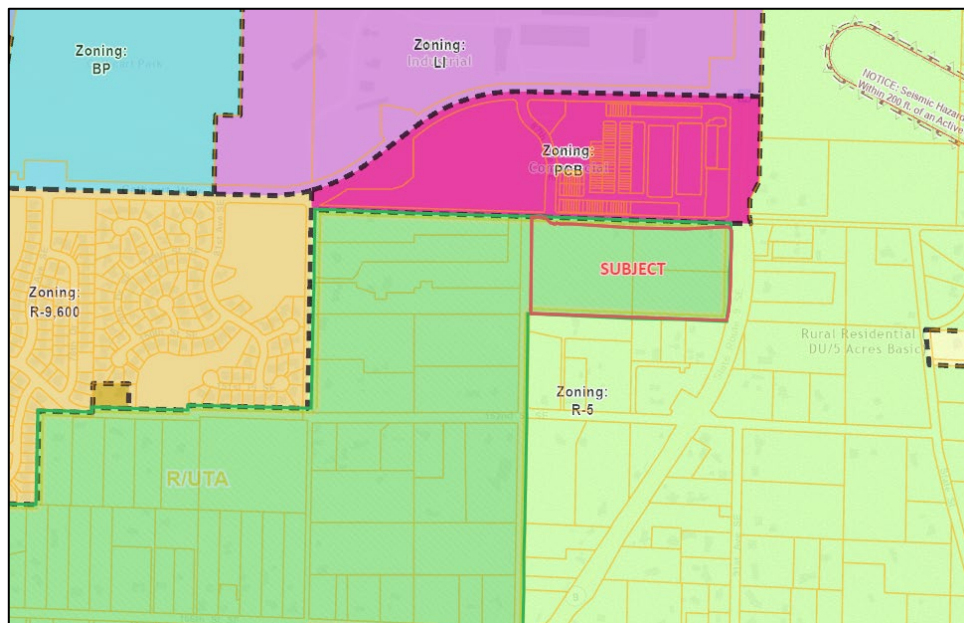 Zoning:
BP
Zoning:
LI
Industrial
NOTICE: Seismic Hazard
Within 200 ft. of an Active
Zoning:
PCB
SUBJECT
Zoning:
R-9,600
Rural Residential
DU/5 Acres Basic
Zoning:
R-5
R/UTA
9